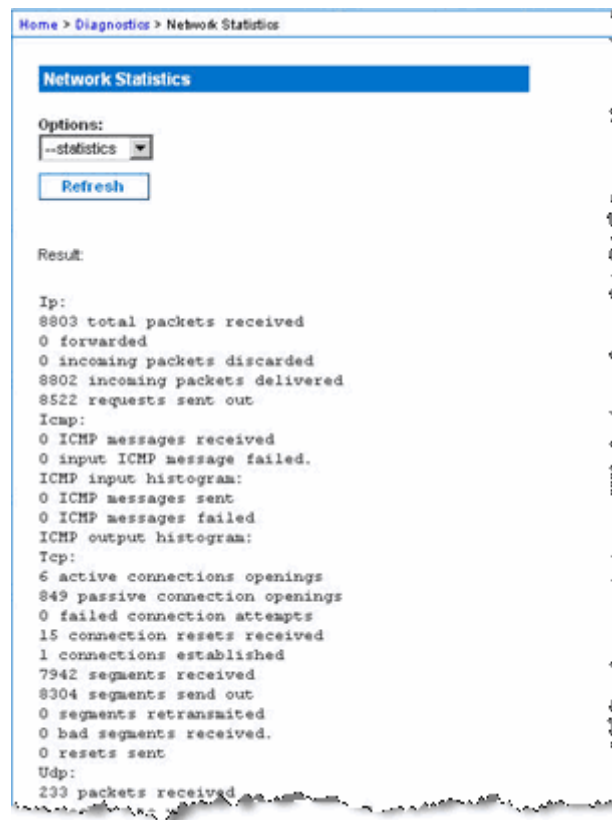 Home > Diagnostics > Network Statistics
Network Statistics
Options:
--statistics
Refresh
Result:
Ip:
8803 total packets received
0 forwarded
0 incoming packets discarded
8802 incoming packets delivered
8522 requests sent out
Icmp:
0 ICMP messages received
0 input ICMP message failed.
ICMP input histogram:
0 ICMP messages sent
0 ICMP messages failed
ICMP output histogram:
Tcp:
6 active connections openings
849 passive connection openings
0 failed connection attempts
15 connection resets received
1 connections established
7942 segments received
8304 segments send out
0 segments retransmited
0 bad segments received.
0 resets sent
Udp:
233 packets received